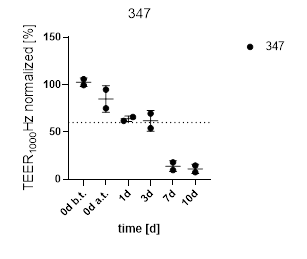 347
347
TEER1000Hz normalized [%]
150
100
50
0
0d b.t.
0d a.t.
1d
3d
7d
10d
time [d]